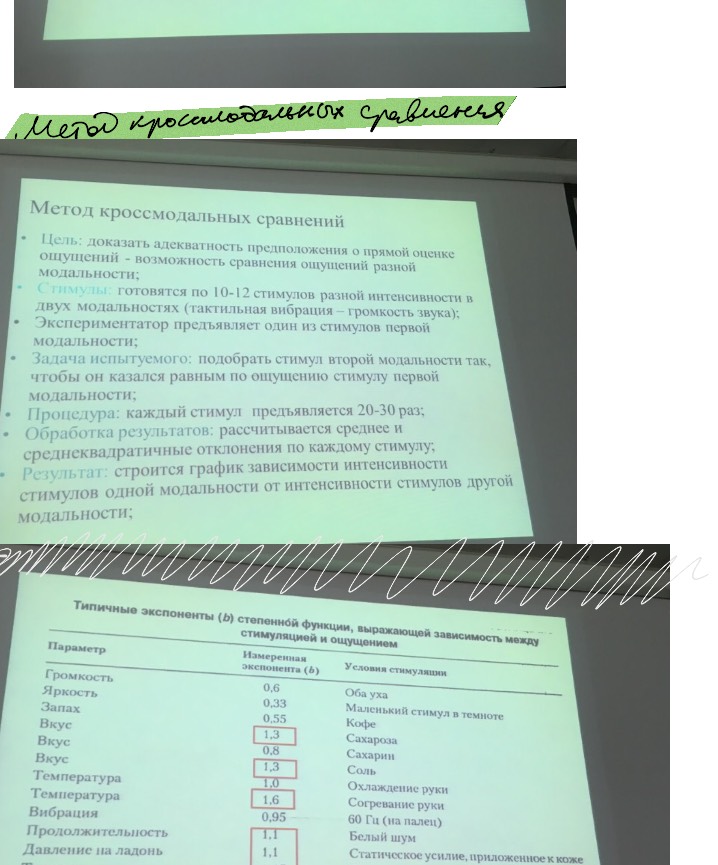 Метод кроссмодальных сравнения
Метод кроссмодальных сравнений
• Цель: доказать адекватность предположения о прямой оценке
ощущений - возможность сравнения ощущений разной
модальности;
• Стимулы: готовятся по 10-12 стимулов разной интенсивности в
двух модальностях (тактильная вибрация – громкость звука);
• Экспериментатор предъявляет один из стимулов первой
модальности;
• Задача испытуемого: подобрать стимул второй модальности так,
чтобы он казался равным по ощущению стимулу первой
модальности;
• Процедура: каждый стимул предъявляется 20-30 раз;
• Обработка результатов: рассчитывается среднее и
среднеквадратичные отклонения по каждому стимулу;
• Результат: строится график зависимости интенсивности
стимулов одной модальности от интенсивности стимулов другой
модальности;
Типичные экспоненты (b) степеннóй функции, выражающей зависимость между
стимуляцией и ощущением
Параметр Измеренная экспонента (b) Условия стимуляции
Громкость 0,6 Оба уха
Яркость 0,33 Маленький стимул в темноте
Запах 0,55 Кофе
Вкус 1,3 Сахароза
Вкус 0,8 Сахарин
Вкус 1,3 Соль
Температура 1,0 Охлаждение руки
Температура 1,6 Согревание руки
Вибрация 0,95 60 Гц (на палец)
Продолжительность 1,1 Белый шум
Давление на ладонь 1,1 Статическое усилие, приложенное к коже